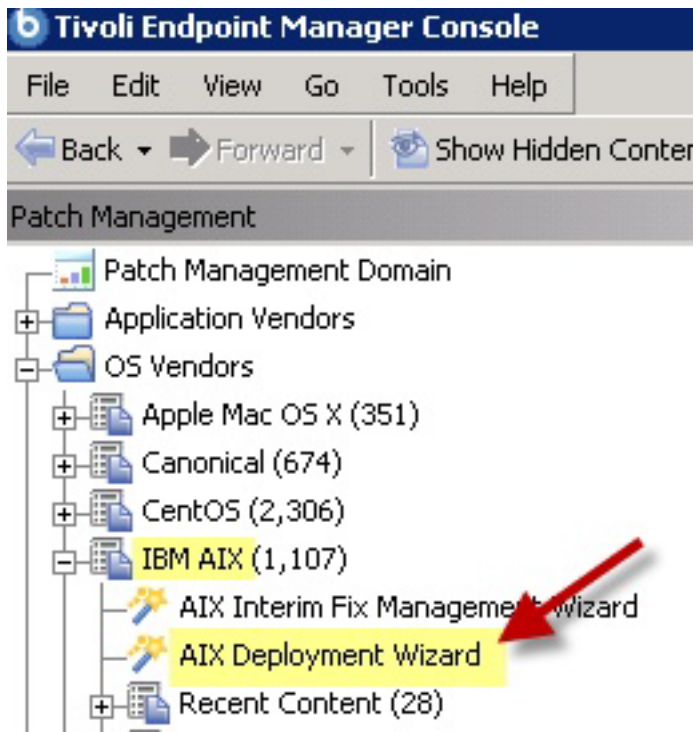 Tivoli Endpoint Manager Console
File Edit View Go Tools Help
Back Forward Show Hidden
Patch Management
Patch Management Domain
Application Vendors
OS Vendors
Apple Mac OS X (351)
Canonical (674)
CentOS (2,306)
IBM AIX (1,107)
AIX Interim Fix Management Wizard
AIX Deployment Wizard
Recent Content (28)